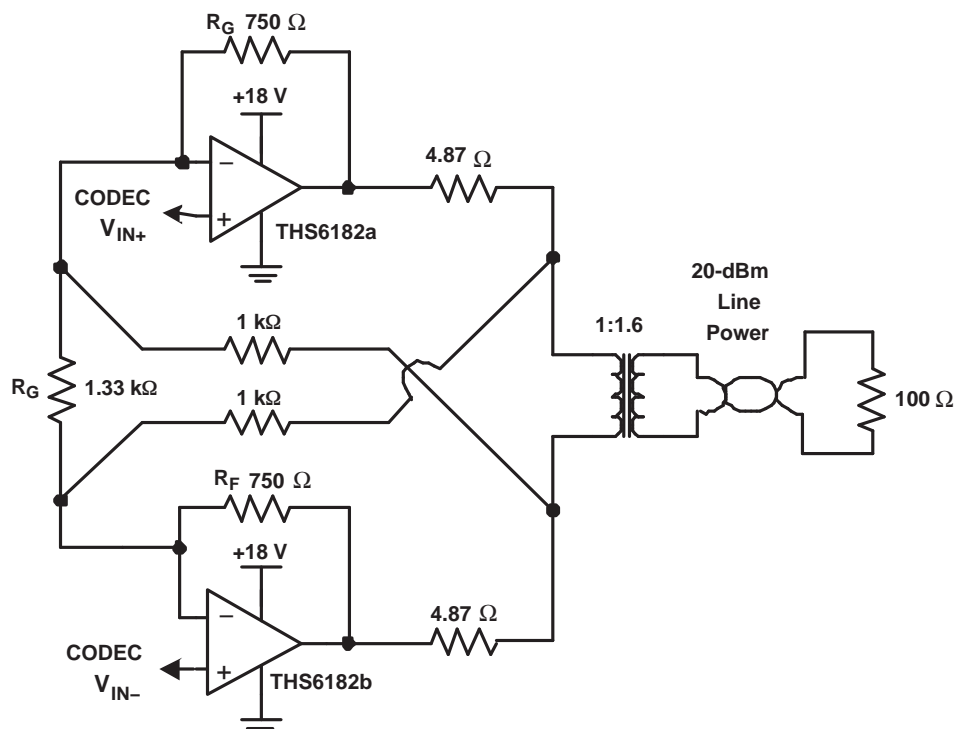 R_G 750 Ω
+18 V
−
+
CODEC
V_IN+
THS6182a
4.87 Ω
20-dBm
Line
Power
1 kΩ
1:1.6
R_G 1.33 kΩ
1 kΩ
100 Ω
R_F 750 Ω
+18 V
−
+
4.87 Ω
CODEC
V_IN−
THS6182b